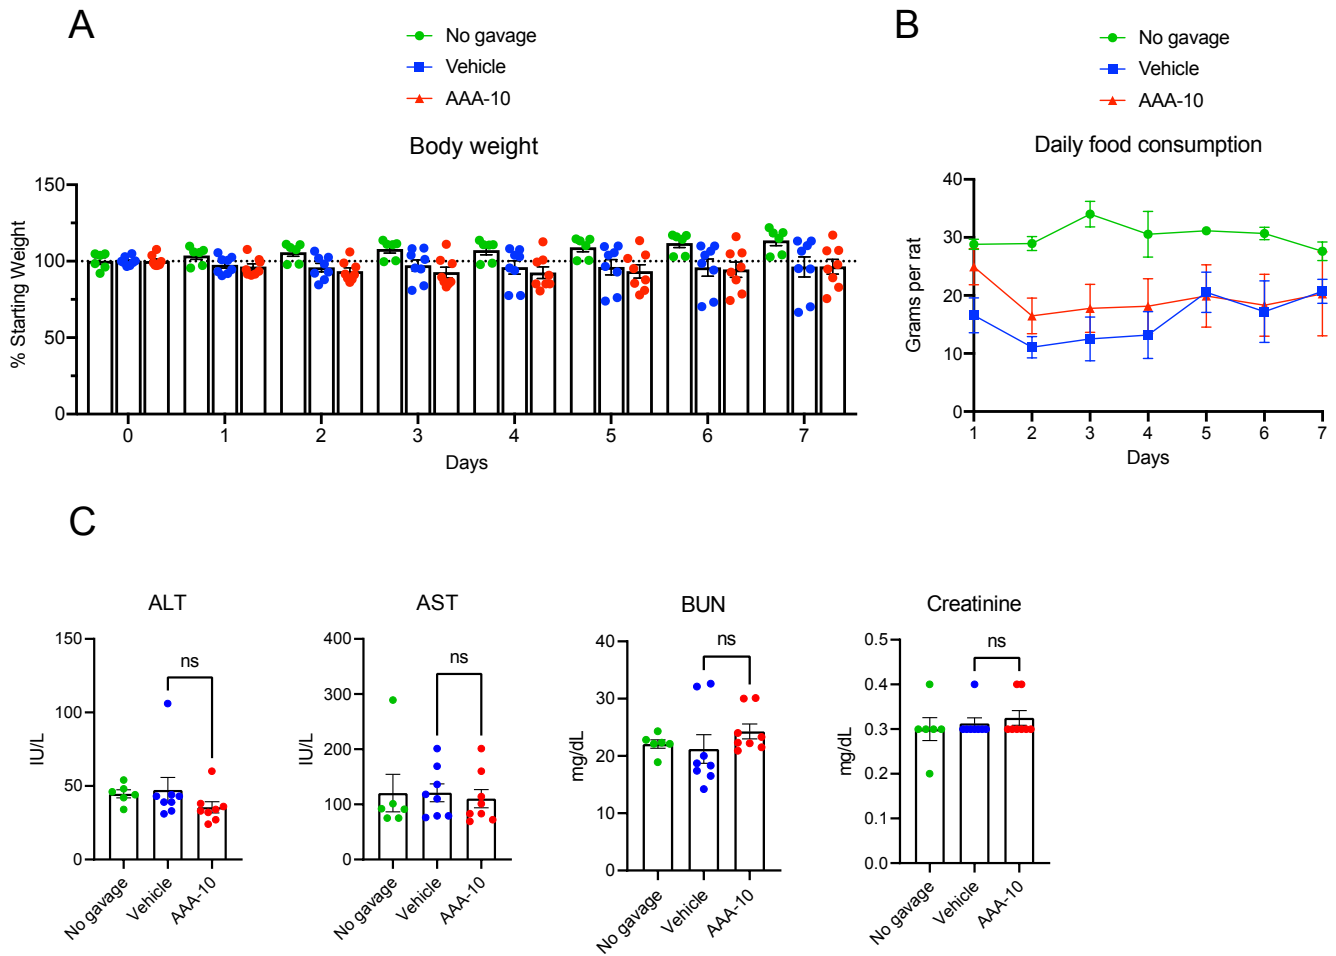 A
No gavage
Vehicle
AAA-10
Body weight
% Starting Weight
150
100
50
0
0 1 2 3 4 5 6 7
Days
B
No gavage
Vehicle
AAA-10
Daily food consumption
Grams per rat
40
30
20
10
0
1 2 3 4 5 6 7
Days
C
ALT
IU/L
150
100
50
0
ns
No gavage
Vehicle
AAA-10
AST
IU/L
400
300
200
100
0
ns
No gavage
Vehicle
AAA-10
BUN
mg/dL
40
30
20
10
0
ns
No gavage
Vehicle
AAA-10
Creatinine
mg/dL
0.5
0.4
0.3
0.2
0.1
0.0
ns
No gavage
Vehicle
AAA-10